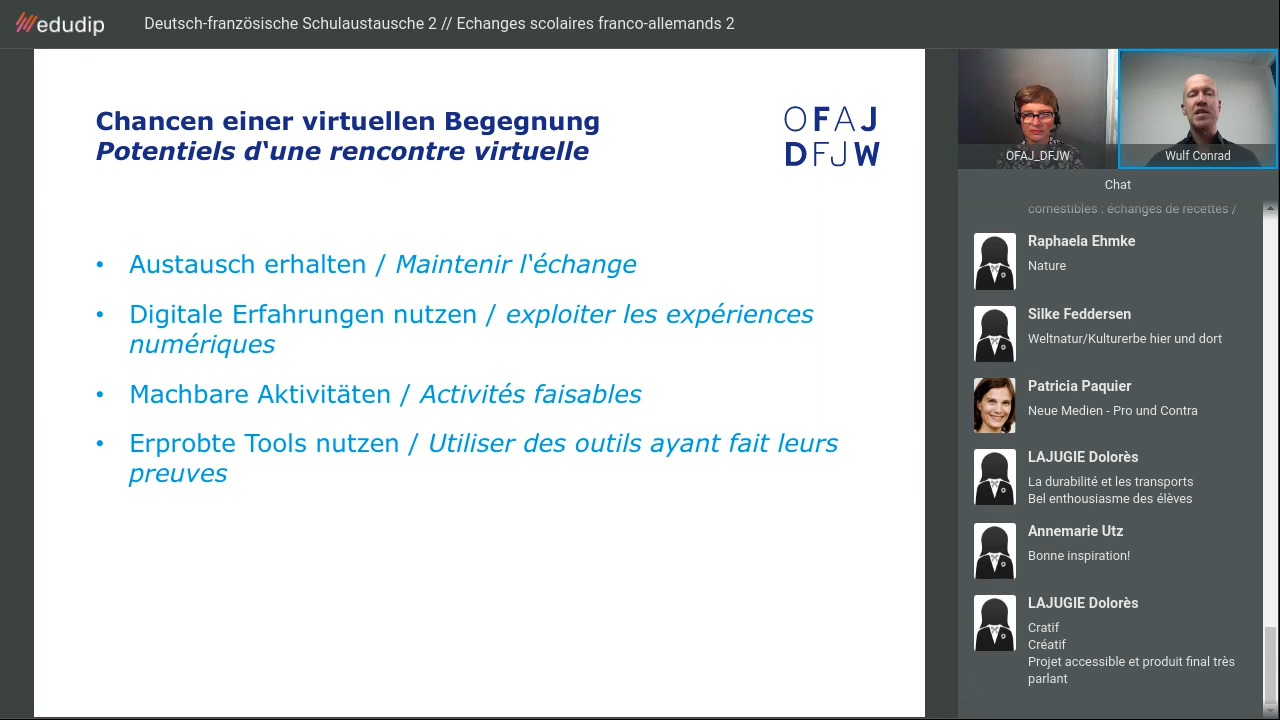 edudip
Deutsch-französische Schulaustausche 2 // Echanges scolaires franco-allemands 2
Chancen einer virtuellen Begegnung
Potentiels d‘une rencontre virtuelle
OFAJ
DFJW
Austausch erhalten / Maintenir l‘échange
Digitale Erfahrungen nutzen / exploiter les expériences
numériques
Machbare Aktivitäten / Activités faisables
Erprobte Tools nutzen / Utiliser des outils ayant fait leurs
preuves
OFAJ_DFJW
Wulf Conrad
Chat
comestibles : échanges de recettes /
Raphaela Ehmke
Nature
Silke Feddersen
Weltnatur/Kulturerbe hier und dort
Patricia Paquier
Neue Medien - Pro und Contra
LAJUGIE Dolorès
La durabilité et les transports
Bel enthousiasme des élèves
Annemarie Utz
Bonne inspiration!
LAJUGIE Dolorès
Cratif
Créatif
Projet accessible et produit final très
parlant